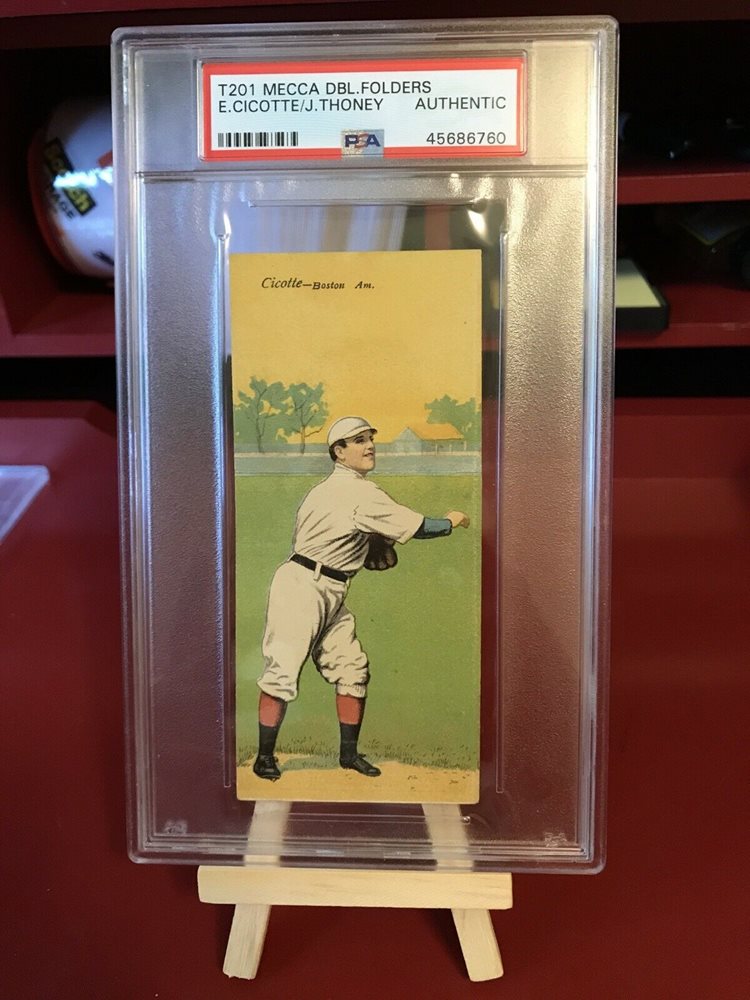 T201 MECCA DBL.FOLDERS
E.CICOTTE/J.THONEY AUTHENTIC
PSA 45686760
Cicotte—Boston Am.